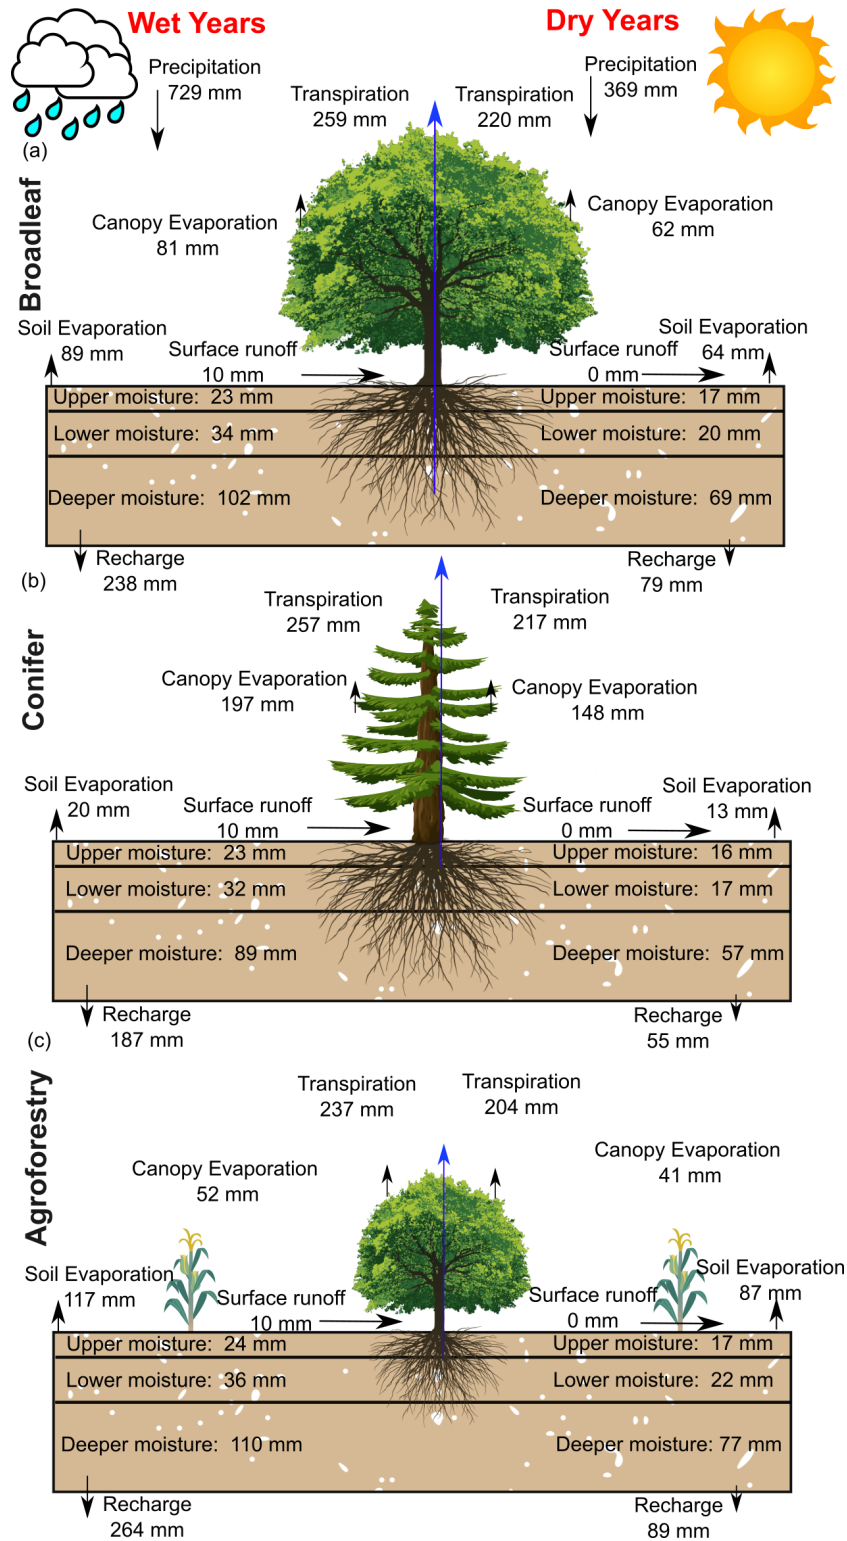 Wet Years
Dry Years
Precipitation
729 mm
Transpiration
259 mm
Transpiration
220 mm
Precipitation
369 mm
(a)
Broadleaf
Canopy Evaporation
81 mm
Canopy Evaporation
62 mm
Soil Evaporation
89 mm
Surface runoff
10 mm
Surface runoff
0 mm
Soil Evaporation
64 mm
Upper moisture: 23 mm
Upper moisture: 17 mm
Lower moisture: 34 mm
Lower moisture: 20 mm
Deeper moisture: 102 mm
Deeper moisture: 69 mm
Recharge
238 mm
Recharge
79 mm
(b)
Conifer
Transpiration
257 mm
Transpiration
217 mm
Canopy Evaporation
197 mm
Canopy Evaporation
148 mm
Soil Evaporation
20 mm
Surface runoff
10 mm
Surface runoff
0 mm
Soil Evaporation
13 mm
Upper moisture: 23 mm
Upper moisture: 16 mm
Lower moisture: 32 mm
Lower moisture: 17 mm
Deeper moisture: 89 mm
Deeper moisture: 57 mm
Recharge
187 mm
Recharge
55 mm
(c)
Agroforestry
Transpiration
237 mm
Transpiration
204 mm
Canopy Evaporation
52 mm
Canopy Evaporation
41 mm
Soil Evaporation
117 mm
Surface runoff
10 mm
Surface runoff
0 mm
Soil Evaporation
87 mm
Upper moisture: 24 mm
Upper moisture: 17 mm
Lower moisture: 36 mm
Lower moisture: 22 mm
Deeper moisture: 110 mm
Deeper moisture: 77 mm
Recharge
264 mm
Recharge
89 mm